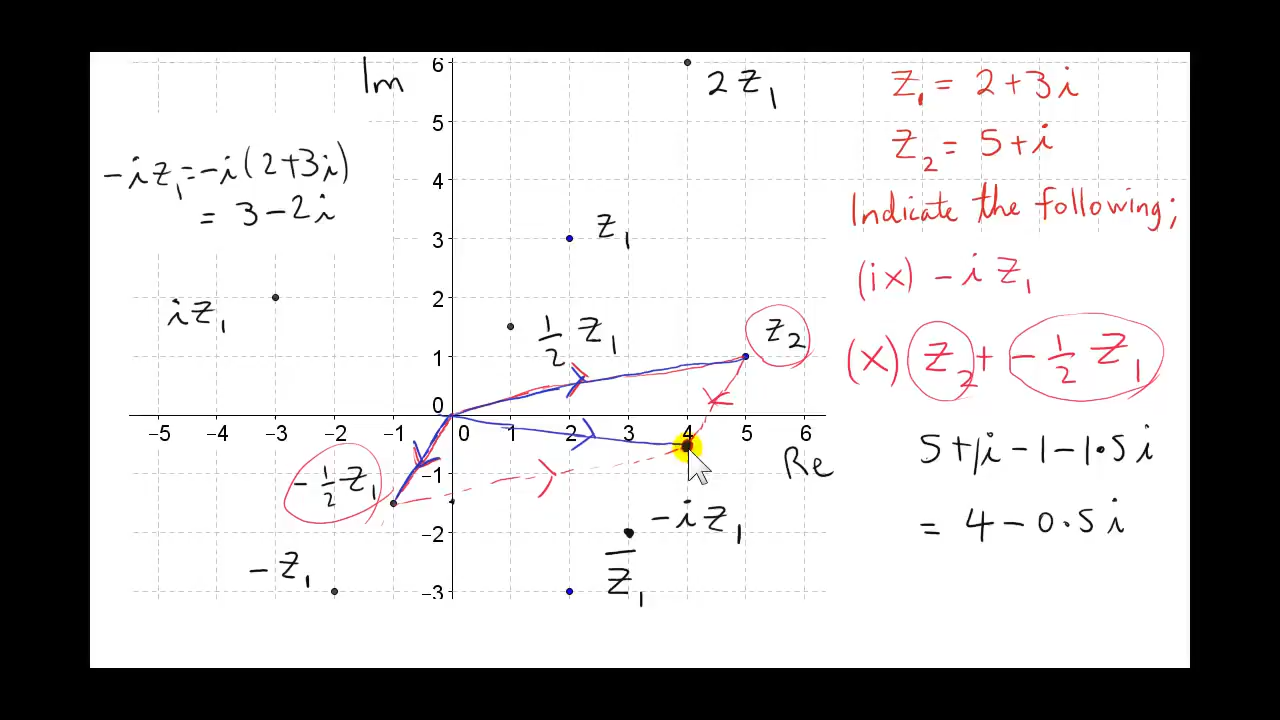 Im
6
5
4
3
2
1
0
-1
-2
-3
-5 -4 -3 -2 -1 0 1 2 3 4 5 6
Re
2z₁
z₁
½ z₁
z₂
iz₁
-½ z₁
-z₁
-iz₁
z̅₁
-iz₁=-i(2+3i)
= 3-2i
z₁ = 2+3i
z₂ = 5+i
Indicate the following;
(ix) -iz₁
(x) z₂+ -½ z₁
5+1i-1-1.5i
= 4-0.5i